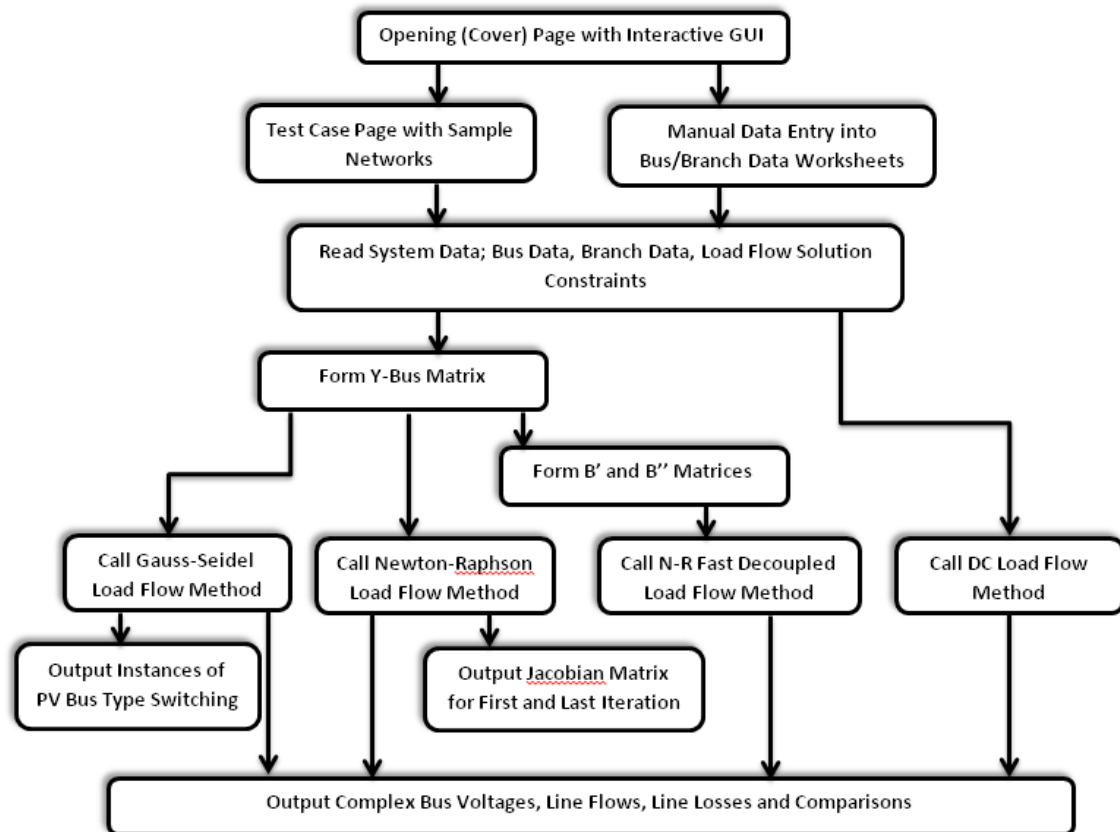 Opening (Cover) Page with Interactive GUI
Test Case Page with Sample
Networks
Manual Data Entry into
Bus/Branch Data Worksheets
Read System Data; Bus Data, Branch Data, Load Flow Solution
Constraints
Form Y-Bus Matrix
Form B’ and B’’ Matrices
Call Gauss-Seidel
Load Flow Method
Call Newton-Raphson
Load Flow Method
Call N-R Fast Decoupled
Load Flow Method
Call DC Load Flow
Method
Output Instances of
PV Bus Type Switching
Output Jacobian Matrix
for First and Last Iteration
Output Complex Bus Voltages, Line Flows, Line Losses and Comparisons